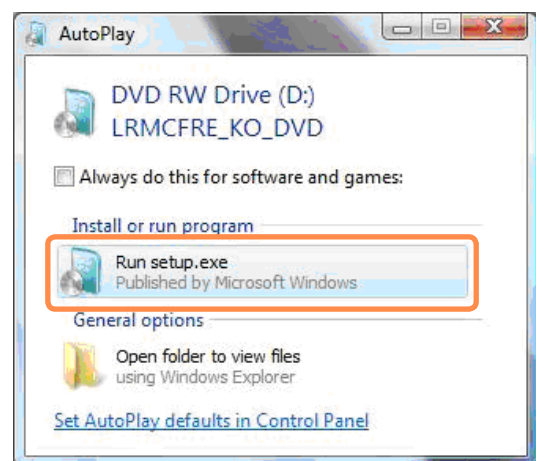 AutoPlay
DVD RW Drive (D:)
LRMCFRE_KO_DVD
Always do this for software and games:
Install or run program
Run setup.exe
Published by Microsoft Windows
General options
Open folder to view files
using Windows Explorer
Set AutoPlay defaults in Control Panel